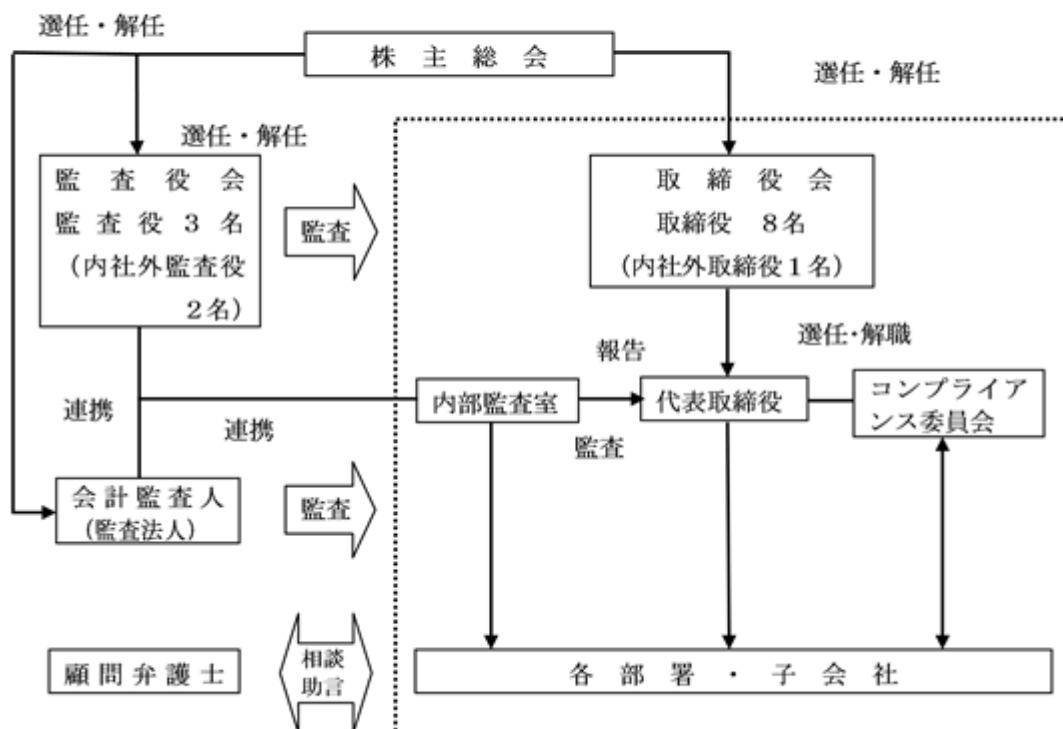 選任・解任
株主総会
選任・解任
選任・解任
監査役会
監査役3名
（内社外監査役
2名）
監査
取締役会
取締役 8名
（内社外取締役1名）
選任・解職
報告
内部監査室
代表取締役
コンプライア
ンス委員会
連携
連携
監査
会計監査人
（監査法人）
監査
顧問弁護士
相談
助言
各部署・子会社